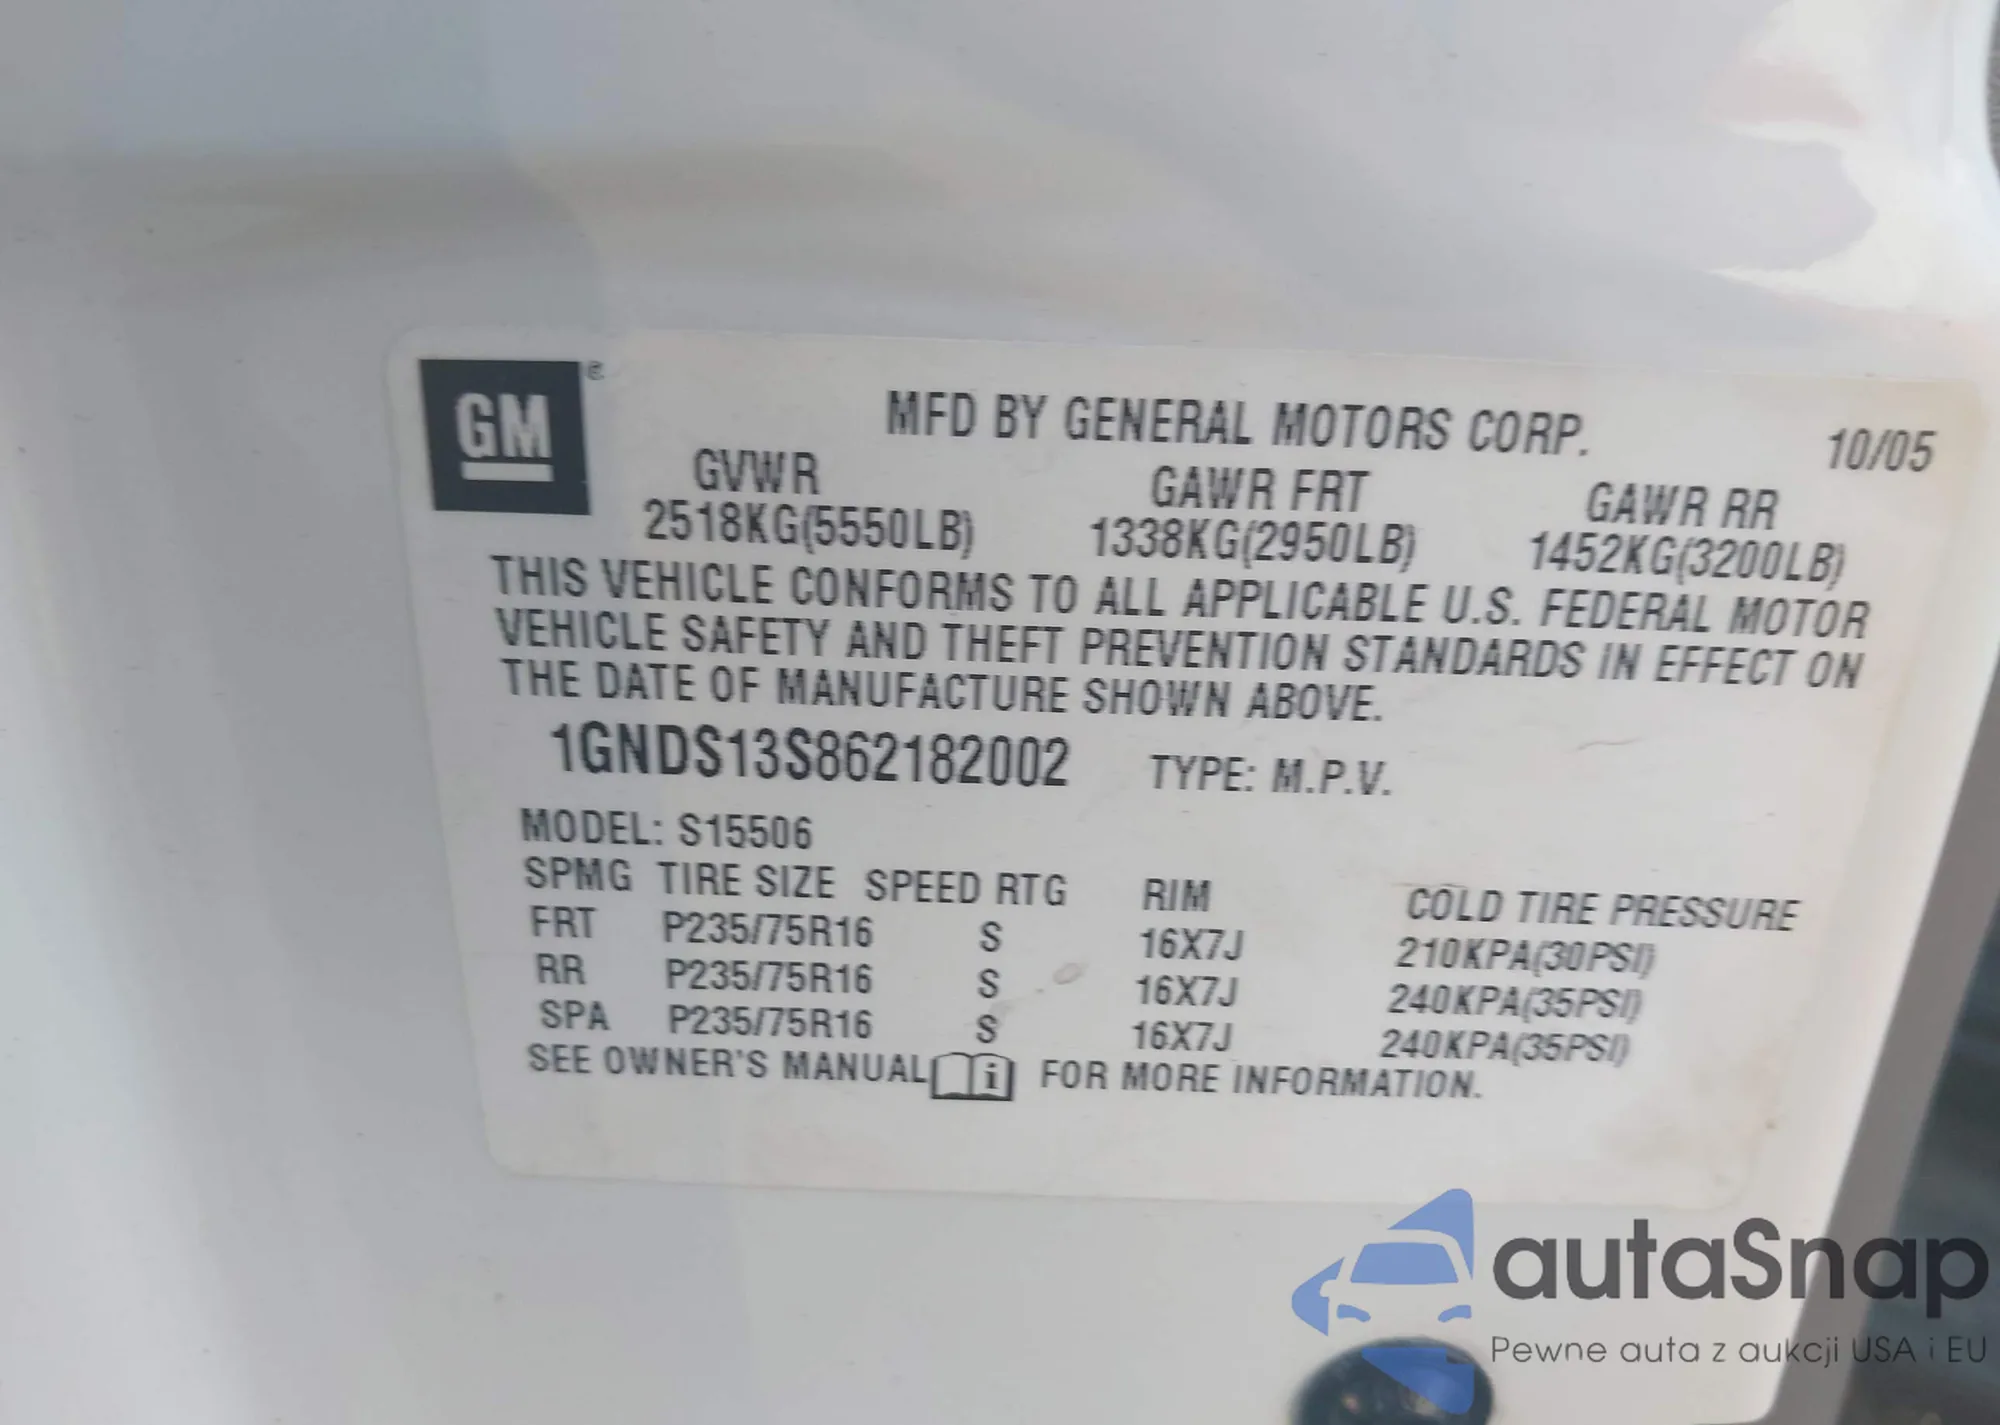 GM®
MFD BY GENERAL MOTORS CORP. 10/05
GVWR GAWR FRT GAWR RR
2518KG(5550LB) 1338KG(2950LB) 1452KG(3200LB)
THIS VEHICLE CONFORMS TO ALL APPLICABLE U.S. FEDERAL MOTOR
VEHICLE SAFETY AND THEFT PREVENTION STANDARDS IN EFFECT ON
THE DATE OF MANUFACTURE SHOWN ABOVE.
1GNDS13S862182002 TYPE: M.P.V.
MODEL: S15506
SPMG TIRE SIZE SPEED RTG RIM COLD TIRE PRESSURE
FRT P235/75R16 S 16X7J 210KPA(30PSI)
RR P235/75R16 S 16X7J 240KPA(35PSI)
SPA P235/75R16 S 16X7J 240KPA(35PSI)
SEE OWNER'S MANUAL i FOR MORE INFORMATION.
autaSnap
Pewne auta z aukcji USA i EU